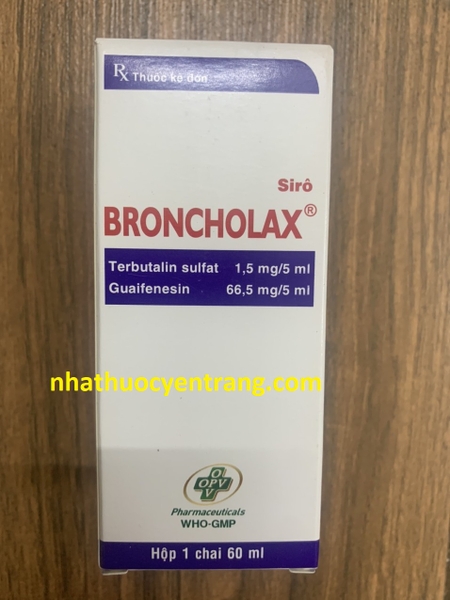 Rx Thuốc kê đơn
Sirô
BRONCHOLAX®
Terbutalin sulfat 1,5 mg/5 ml
Guaifenesin 66,5 mg/5 ml
nhathuocyentrang.com
OPV
OPV
Pharmaceuticals
WHO-GMP
Hộp 1 chai 60 ml